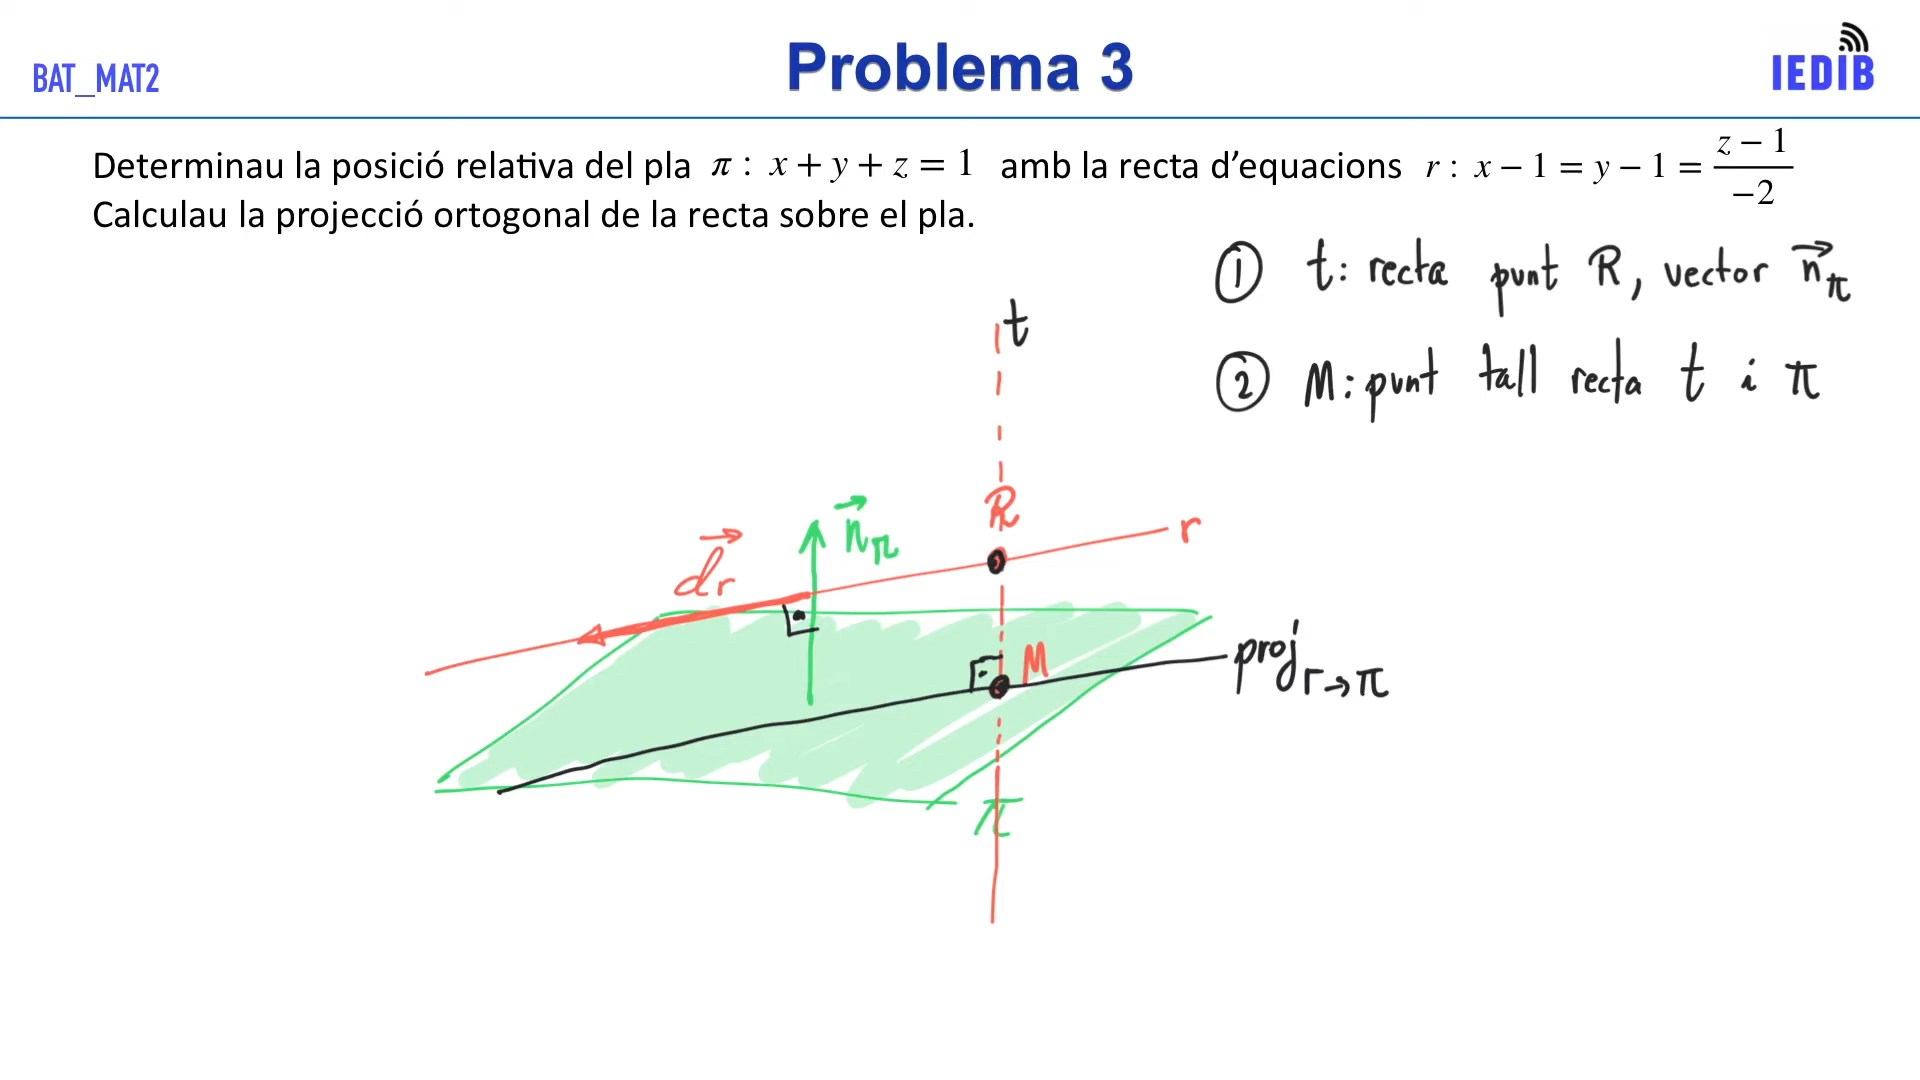 BAT_MAT2
Problema 3
IEDIB
Determinau la posició relativa del pla π : x + y + z = 1 amb la recta d’equacions r : x − 1 = y − 1 = (z − 1)/−2
Calculau la projecció ortogonal de la recta sobre el pla.
① t: recta punt R, vector n⃗π
② M: punt tall recta t i π
t
R
n⃗π
r
d⃗r
M
proj r→π
π